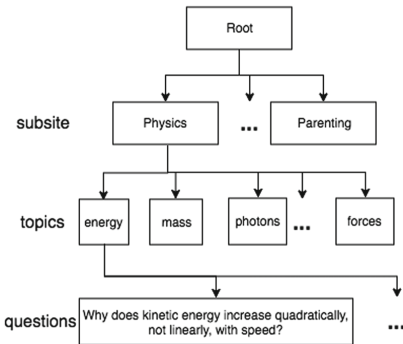 Root
subsite
Physics
...
Parenting
topics
energy
mass
photons
...
forces
questions
Why does kinetic energy increase quadratically,
not linearly, with speed?
...